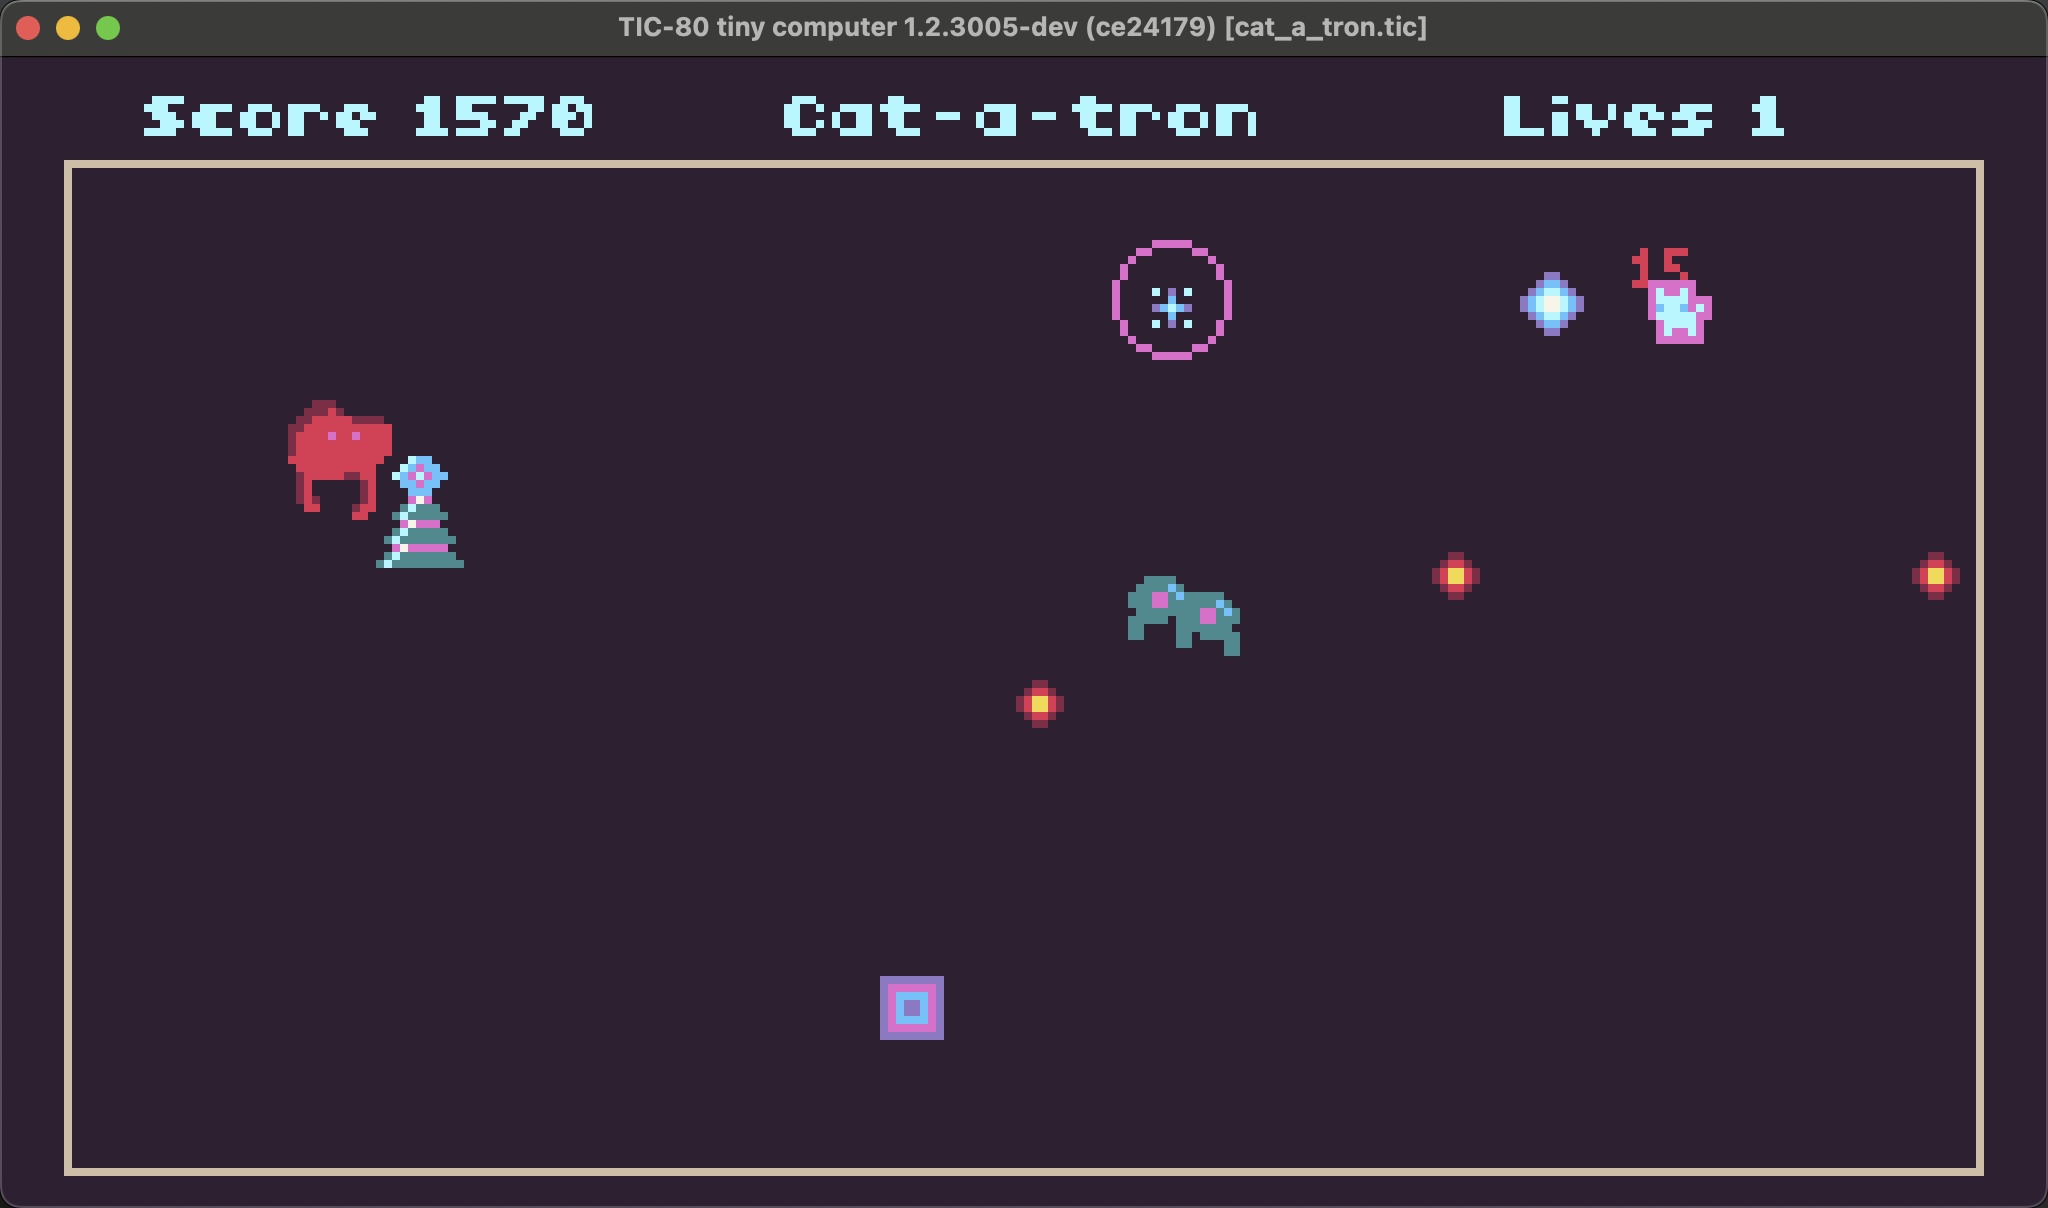 TIC-80 tiny computer 1.2.3005-dev (ce24179) [cat_a_tron.tic]
Score 1570 Cat-a-tron Lives 1
15